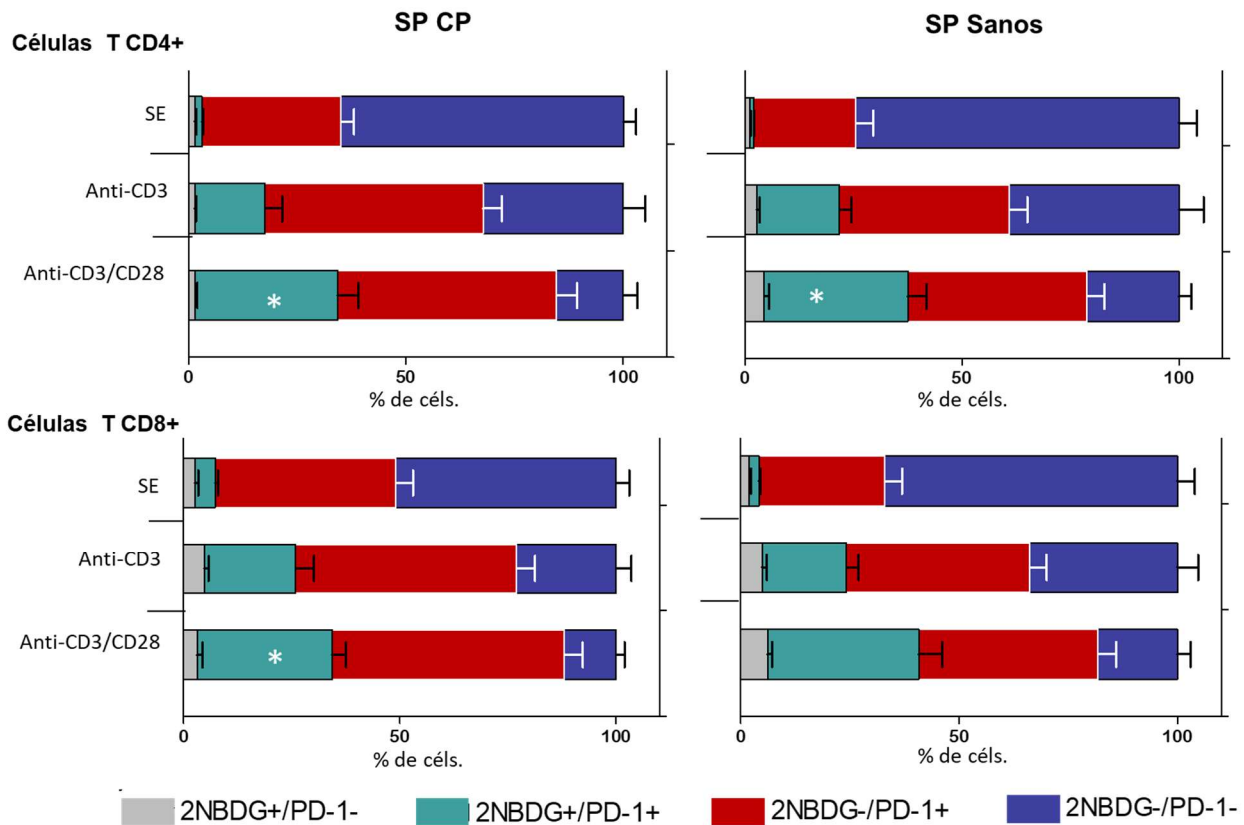 SP CP
SP Sanos
Células T CD4+
SE
Anti-CD3
Anti-CD3/CD28
*
*
0 50 100
0 50 100
% de céls.
% de céls.
Células T CD8+
SE
Anti-CD3
Anti-CD3/CD28
*
0 50 100
0 50 100
% de céls.
% de céls.
2NBDG+/PD-1-
2NBDG+/PD-1+
2NBDG-/PD-1+
2NBDG-/PD-1-